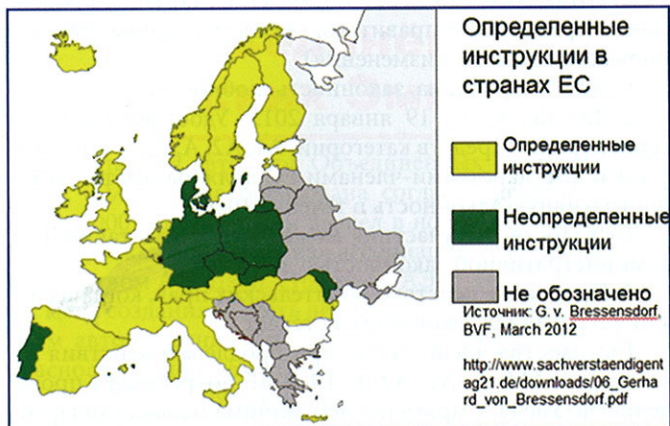 Определенные
инструкции в
странах ЕС
Определенные
инструкции
Неопределенные
инструкции
Не обозначено
Источник: G. v. Bressensdorf,
BVF, March 2012
http://www.sachverstaendigent
ag21.de/downloads/06_Gerha
rd_von_Bressensdorf.pdf